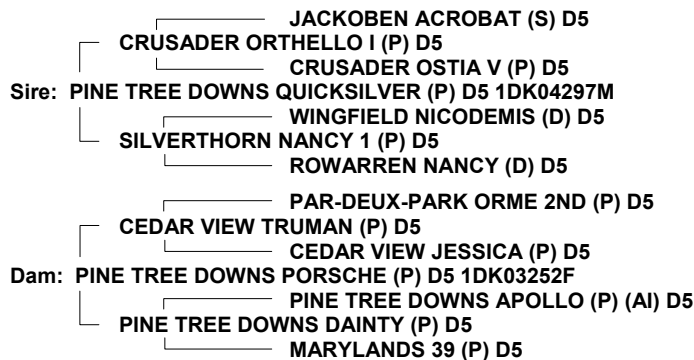 JACKOBEN ACROBAT (S) D5
CRUSADER ORTHELLO I (P) D5
CRUSADER OSTIA V (P) D5
Sire: PINE TREE DOWNS QUICKSILVER (P) D5 1DK04297M
WINGFIELD NICODEMIS (D) D5
SILVERTHORN NANCY 1 (P) D5
ROWARREN NANCY (D) D5
PAR-DEUX-PARK ORME 2ND (P) D5
CEDAR VIEW TRUMAN (P) D5
CEDAR VIEW JESSICA (P) D5
Dam: PINE TREE DOWNS PORSCHE (P) D5 1DK03252F
PINE TREE DOWNS APOLLO (P) (AI) D5
PINE TREE DOWNS DAINTY (P) D5
MARYLANDS 39 (P) D5